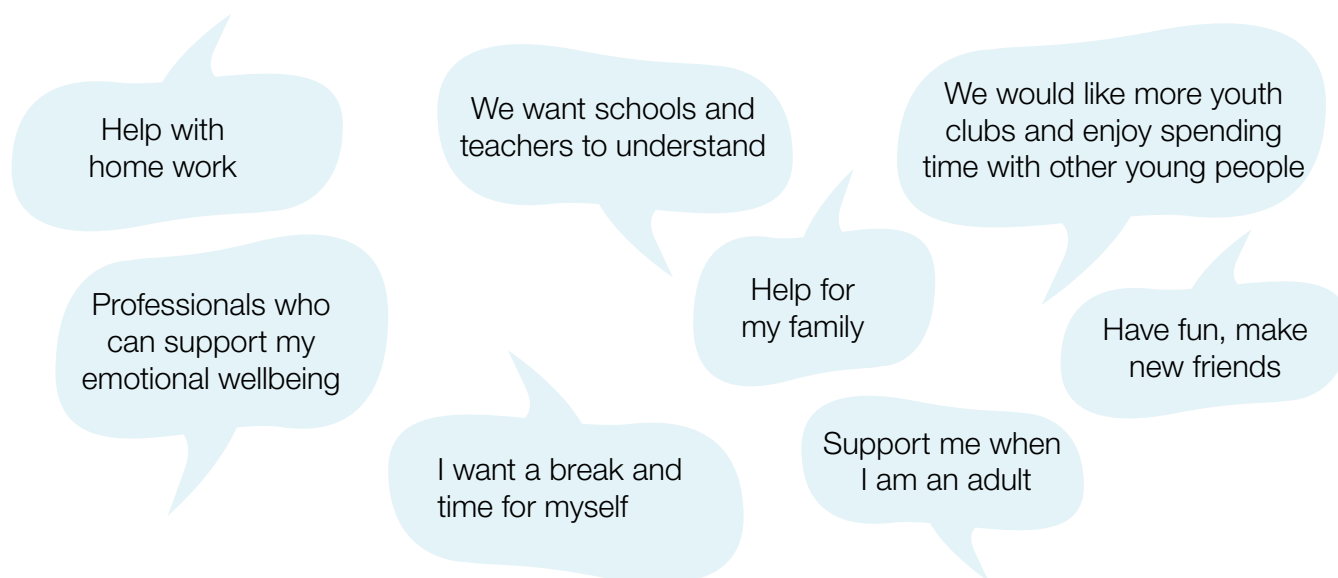 Help with
home work
We want schools and
teachers to understand
We would like more youth
clubs and enjoy spending
time with other young people
Professionals who
can support my
emotional wellbeing
Help for
my family
Have fun, make
new friends
I want a break and
time for myself
Support me when
I am an adult